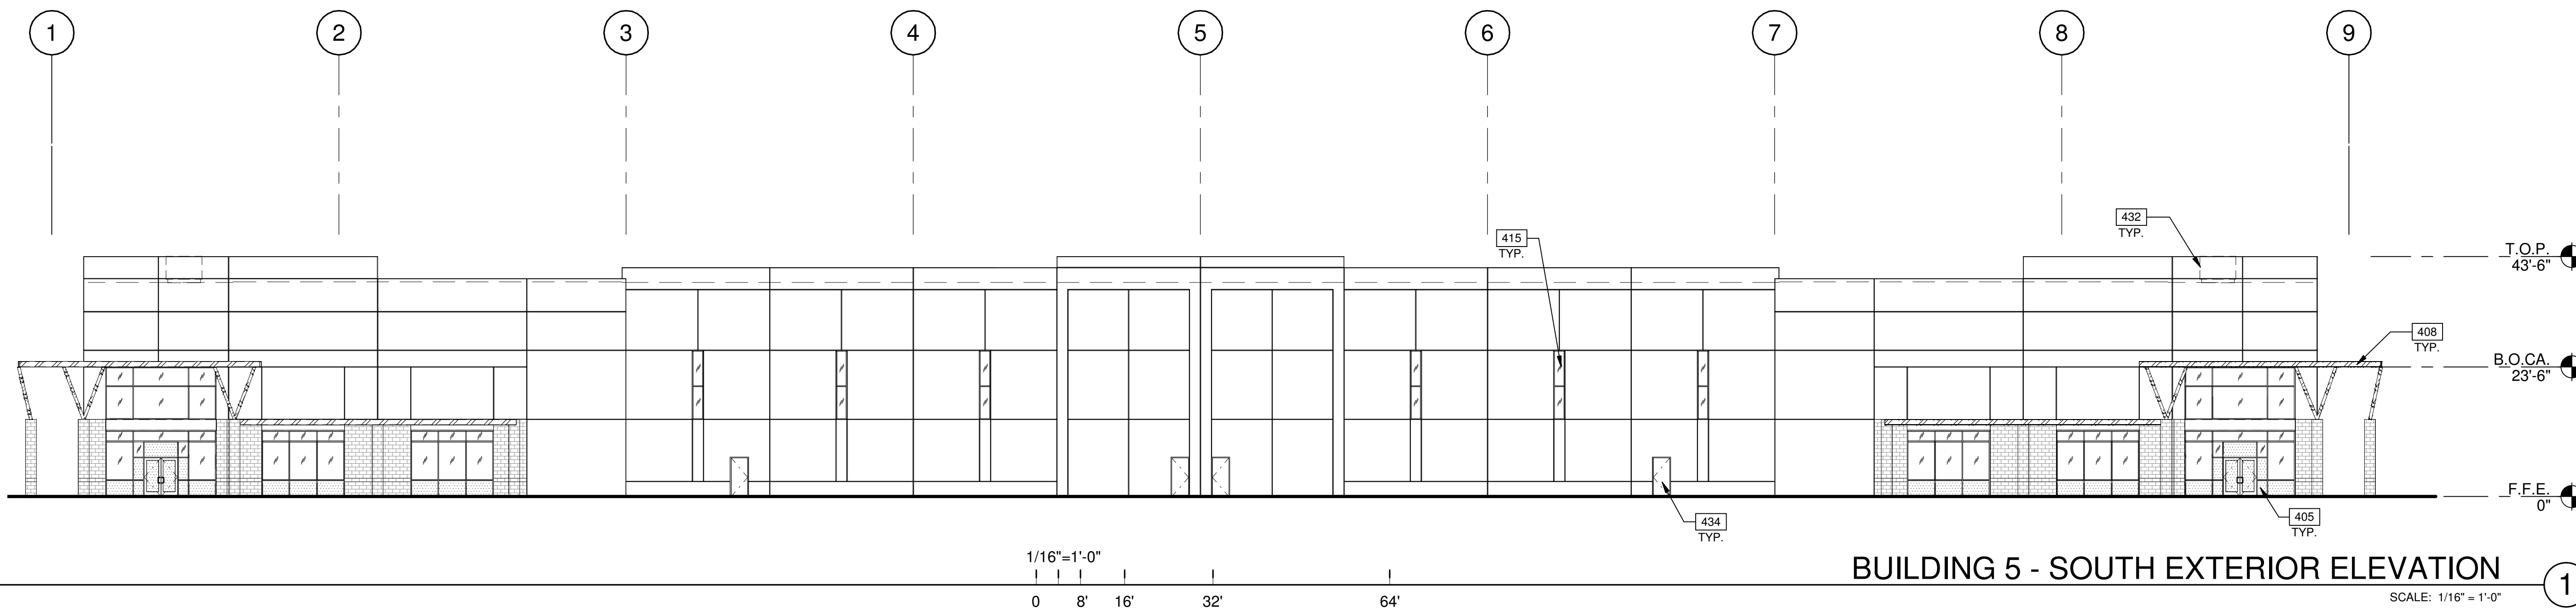 1 2 3 4 5 6 7 8 9
432
TYP.
415
TYP.
T.O.P.
43'-6"
408
TYP.
B.O.CA.
23'-6"
F.F.E.
0"
434
TYP.
405
TYP.
1/16"=1'-0"
0 8' 16' 32' 64'
BUILDING 5 - SOUTH EXTERIOR ELEVATION
1
SCALE: 1/16" = 1'-0"